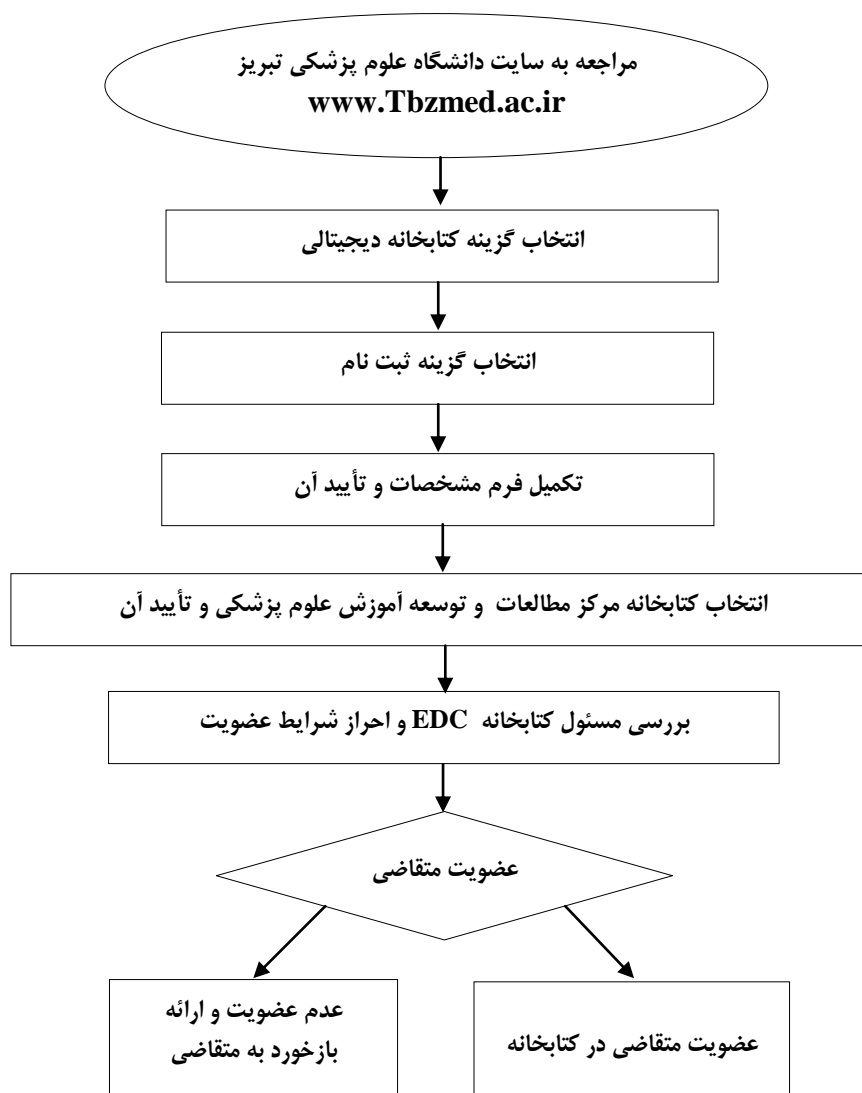 مراجعه به سایت دانشگاه علوم پزشکی تبریز
www.Tbzmed.ac.ir
انتخاب گزینه کتابخانه دیجیتالی
انتخاب گزینه ثبت نام
تکمیل فرم مشخصات و تأیید آن
انتخاب کتابخانه مرکز مطالعات و توسعه آموزش علوم پزشکی و تأیید آن
بررسی مسئول کتابخانه EDC و احراز شرایط عضویت
عضویت متقاضی
عضویت متقاضی در کتابخانه
عدم عضویت و ارائه
بازخورد به متقاضی